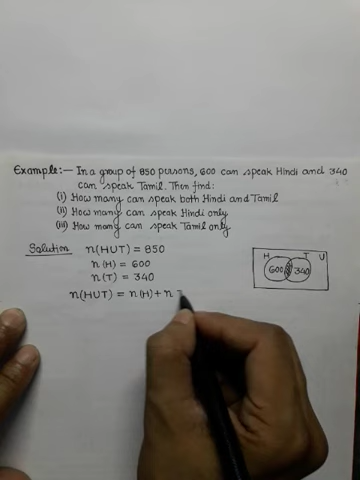 Example:- In a group of 850 persons, 600 can speak Hindi and 340
can speak Tamil. Then find:
(i) How many can speak both Hindi and Tamil
(ii) How many can speak Hindi only
(iii) How many can speak Tamil only
Solution n(HUT) = 850
n(H) = 600
n(T) = 340
n(HUT) = n(H) + n
H T U
600 340